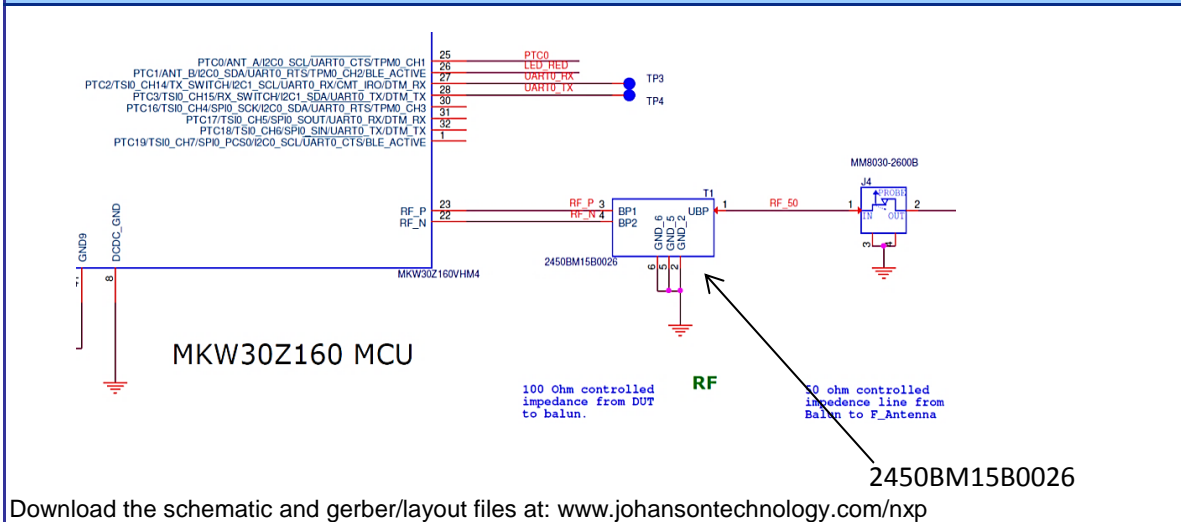 25 PTC0
PTC0/ANT_A/I2C0_SCL/UART0_CTS/TPM0_CH1
26 LED_RED
PTC1/ANT_B/I2C0_SDA/UART0_RTS/TPM0_CH2/BLE_ACTIVE
27 UART0_RX
PTC2/TSI0_CH14/TX_SWITCH/I2C1_SCL/UART0_RX/CMT_IRO/DTM_RX
TP3
28 UART0_TX
PTC3/TSI0_CH15/RX_SWITCH/I2C1_SDA/UART0_TX/DTM_TX
TP4
30
PTC16/TSI0_CH4/SPI0_SCK/I2C0_SDA/UART0_RTS/TPM0_CH3
31
PTC17/TSI0_CH5/SPI0_SOUT/UART0_RX/DTM_RX
32
PTC18/TSI0_CH6/SPI0_SIN/UART0_TX/DTM_TX
1
PTC19/TSI0_CH7/SPI0_PCS0/I2C0_SCL/UART0_CTS/BLE_ACTIVE
MM8030-2600B
J4
PROBE
1 IN OUT 2
3 4
T1
RF_P 23 RF_P 3 BP1 UBP 1 RF_50
RF_N 22 RF_N 4 BP2
GND_6 GND_5 GND_2
6 5 2
2450BM15B0026
GND9
DCDC_GND
8
MKW30Z160VHM4
MKW30Z160 MCU
RF
100 Ohm controlled
impedance from DUT
to balun.
50 ohm controlled
impedence line from
Balun to F_Antenna
2450BM15B0026
Download the schematic and gerber/layout files at: www.johansontechnology.com/nxp